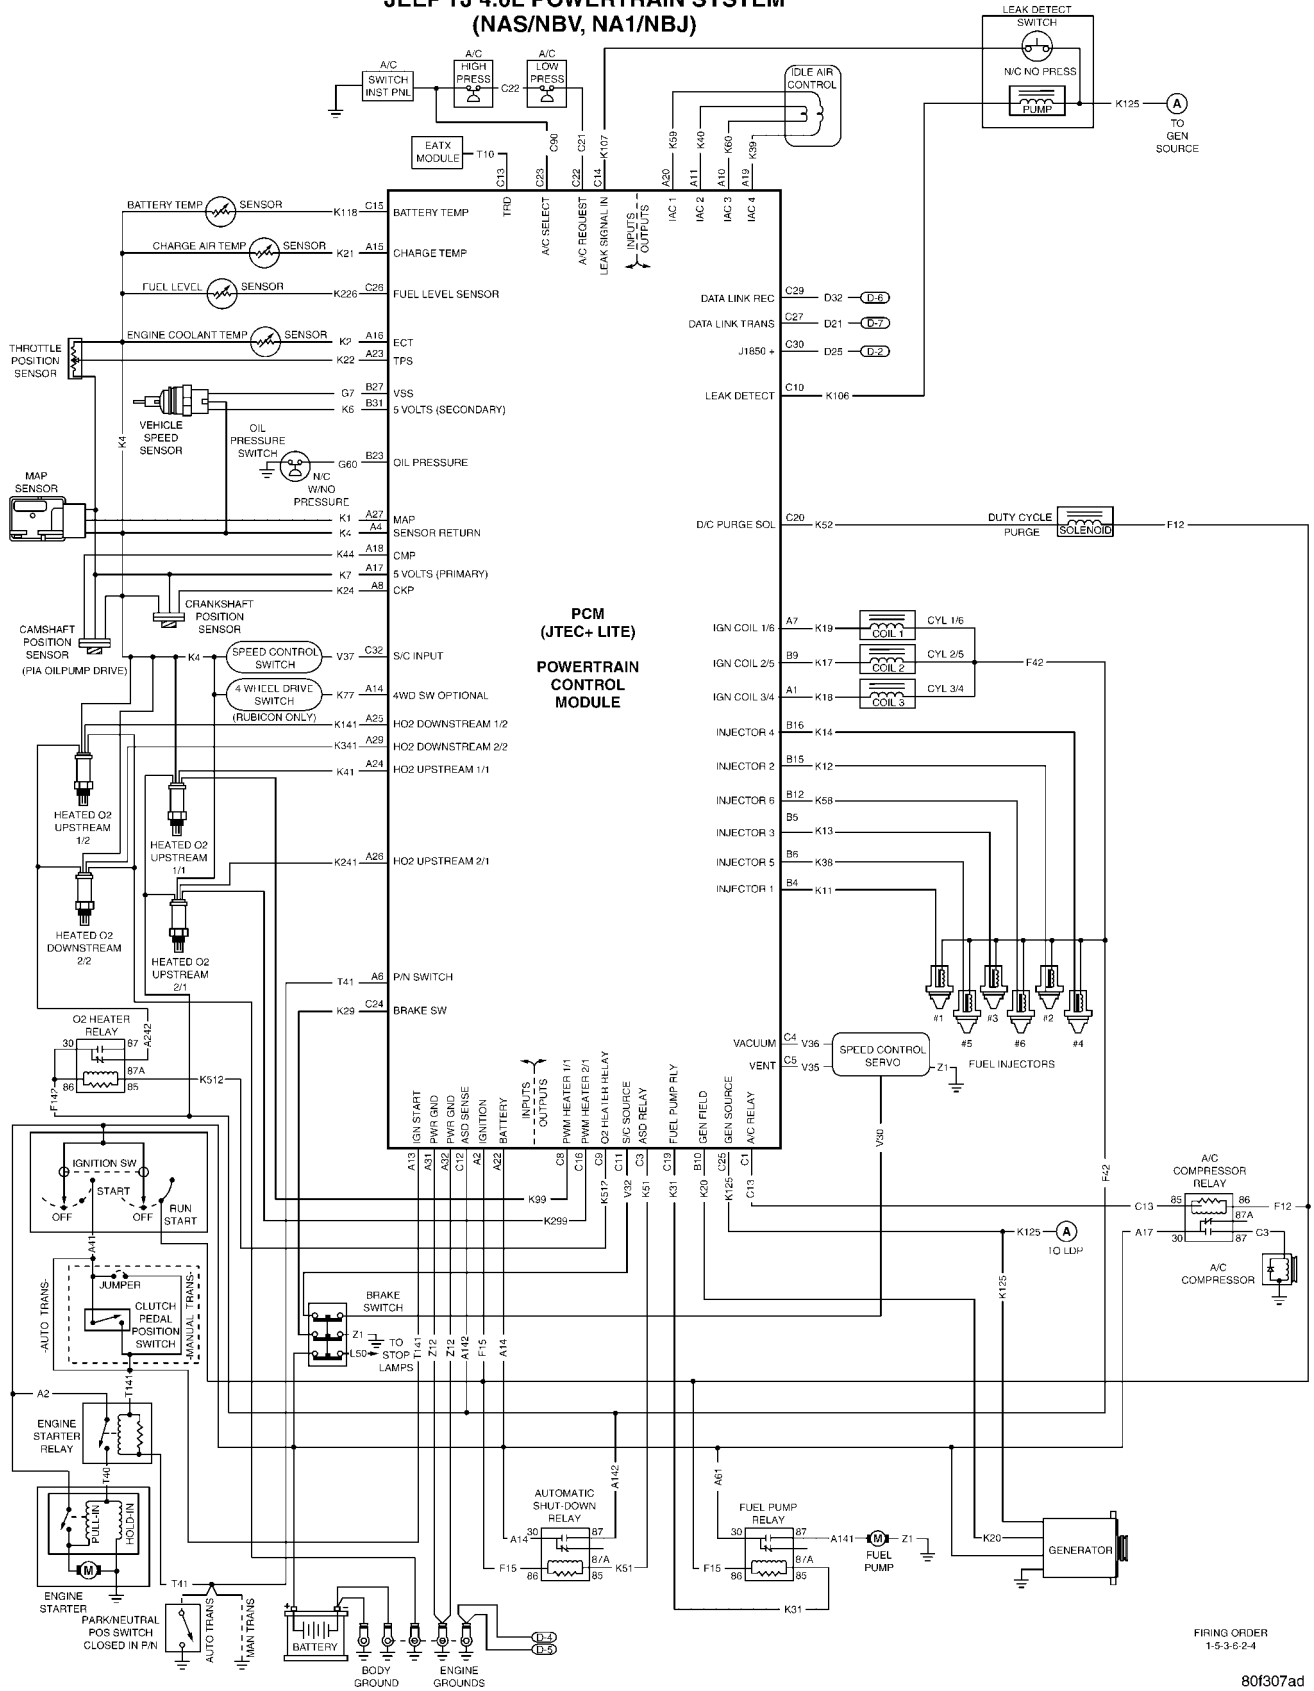 JEEP TJ 4.0L POWERTRAIN SYSTEM
(NAS/NBV, NA1/NBJ)
LEAK DETECT
SWITCH
N/C NO PRESS
PUMP
K125
A
TO
GEN
SOURCE
A/C
SWITCH
INST PNL
A/C
HIGH
PRESS
C22
A/C
LOW
PRESS
IDLE AIR
CONTROL
EATX
MODULE
T10
C90
C21
K107
K59
K40
K60
K39
C13
C23
C22
C14
A20
A11
A10
A19
TRD
A/C SELECT
A/C REQUEST
LEAK SIGNAL IN
INPUTS
OUTPUTS
IAC 1
IAC 2
IAC 3
IAC 4
BATTERY TEMP
SENSOR
K118
C15
BATTERY TEMP
CHARGE AIR TEMP
SENSOR
K21
A15
CHARGE TEMP
FUEL LEVEL
SENSOR
K226
C26
FUEL LEVEL SENSOR
ENGINE COOLANT TEMP
SENSOR
K2
A16
ECT
THROTTLE
POSITION
SENSOR
K22
A23
TPS
G7
B27
VSS
K6
B31
5 VOLTS (SECONDARY)
VEHICLE
SPEED
SENSOR
K4
OIL
PRESSURE
SWITCH
N/C
W/NO
PRESSURE
G60
B23
OIL PRESSURE
MAP
SENSOR
K1
A27
MAP
K4
A4
SENSOR RETURN
K44
A18
CMP
K7
A17
5 VOLTS (PRIMARY)
K24
A8
CKP
CRANKSHAFT
POSITION
SENSOR
CAMSHAFT
POSITION
SENSOR
(PIA OILPUMP DRIVE)
K4
SPEED CONTROL
SWITCH
V37
C32
S/C INPUT
4 WHEEL DRIVE
SWITCH
(RUBICON ONLY)
K77
A14
4WD SW OPTIONAL
K141
A25
HO2 DOWNSTREAM 1/2
K341
A29
HO2 DOWNSTREAM 2/2
K41
A24
HO2 UPSTREAM 1/1
HEATED O2
UPSTREAM
1/2
HEATED O2
UPSTREAM
1/1
K241
A26
HO2 UPSTREAM 2/1
HEATED O2
DOWNSTREAM
2/2
HEATED O2
UPSTREAM
2/1
T41
A6
P/N SWITCH
K29
C24
BRAKE SW
PCM
(JTEC+ LITE)
POWERTRAIN
CONTROL
MODULE
DATA LINK REC
C29
D32
D-6
DATA LINK TRANS
C27
D21
D-7
J1850 +
C30
D25
D-2
LEAK DETECT
C10
K106
D/C PURGE SOL
C20
K52
DUTY CYCLE
PURGE
SOLENOID
F12
IGN COIL 1/6
A7
K19
COIL 1
CYL 1/6
IGN COIL 2/5
B9
K17
COIL 2
CYL 2/5
F42
IGN COIL 3/4
A1
K18
COIL 3
CYL 3/4
INJECTOR 4
B16
K14
INJECTOR 2
B15
K12
INJECTOR 6
B12
K58
INJECTOR 3
B5
K13
INJECTOR 5
B6
K38
INJECTOR 1
B4
K11
#1
#3
#2
#5
#6
#4
FUEL INJECTORS
VACUUM
C4
V36
VENT
C5
V35
SPEED CONTROL
SERVO
Z1
V30
O2 HEATER
RELAY
30
87
87A
86
85
A242
F142
K512
IGN START
PWR GND
PWR GND
ASD SENSE
IGNITION
BATTERY
INPUTS
OUTPUTS
PWM HEATER 1/1
PWM HEATER 2/1
O2 HEATER RELAY
S/C SOURCE
ASD RELAY
FUEL PUMP RLY
GEN FIELD
GEN SOURCE
A/C RELAY
A13
A31
A32
C12
A2
A22
C8
C16
C9
C11
C3
C19
B10
C25
C1
K99
K299
K512
V32
K51
K31
K20
K125
C13
F42
IGNITION SW
START
OFF
OFF
RUN
START
A41
A/C
COMPRESSOR
RELAY
C13
85
86
F12
87A
A17
30
87
C3
A/C
COMPRESSOR
K125
A
TO LDP
K125
-AUTO TRANS-
JUMPER
CLUTCH
PEDAL
POSITION
SWITCH
-MANUAL TRANS-
T141
BRAKE
SWITCH
Z1
L50
TO
STOP
LAMPS
T141
Z12
Z12
A142
F15
A14
A2
ENGINE
STARTER
RELAY
T40
PULL-IN
HOLD-IN
M
ENGINE
STARTER
A142
A61
AUTOMATIC
SHUT-DOWN
RELAY
A14
30
87
87A
F15
86
85
K51
FUEL PUMP
RELAY
30
87
A141
M
Z1
FUEL
PUMP
87A
F15
86
85
K31
K20
GENERATOR
T41
PARK/NEUTRAL
POS SWITCH
CLOSED IN P/N
AUTO TRANS
MAN TRANS
+
-
BATTERY
BODY
GROUND
ENGINE
GROUNDS
D-4
D-5
FIRING ORDER
1-5-3-6-2-4
80f307ad